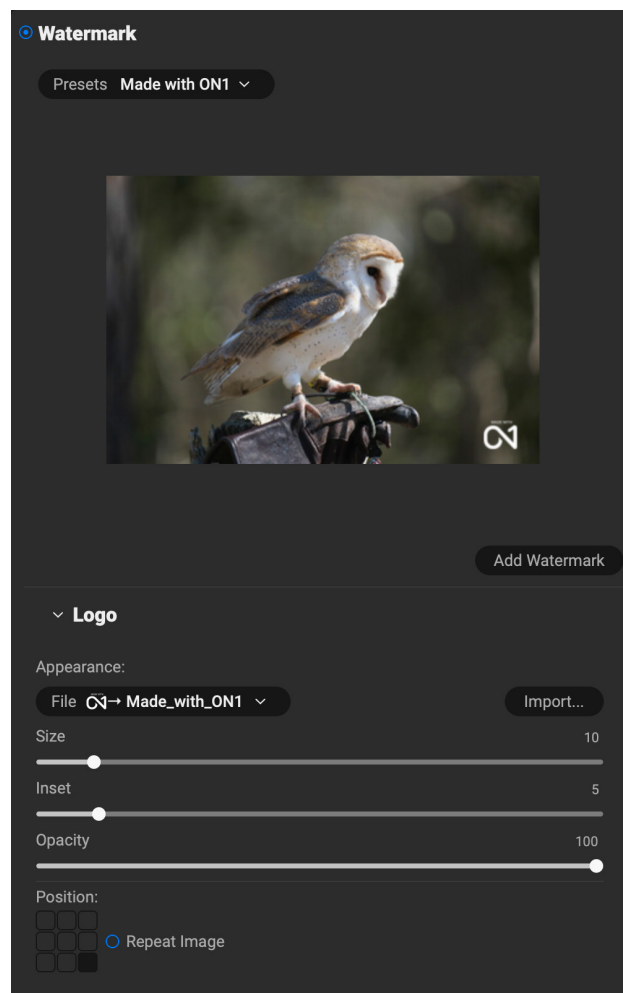 Watermark
Presets Made with ON1
Add Watermark
Logo
Appearance:
File → Made_with_ON1 Import...
Size 10
Inset 5
Opacity 100
Position:
Repeat Image